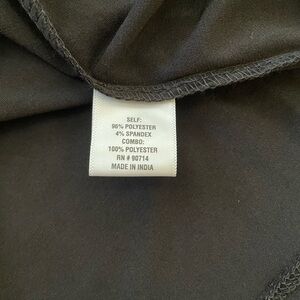 SELF:
96% POLYESTER
4% SPANDEX
COMBO:
100% POLYESTER
RN # 90714
MADE IN INDIA